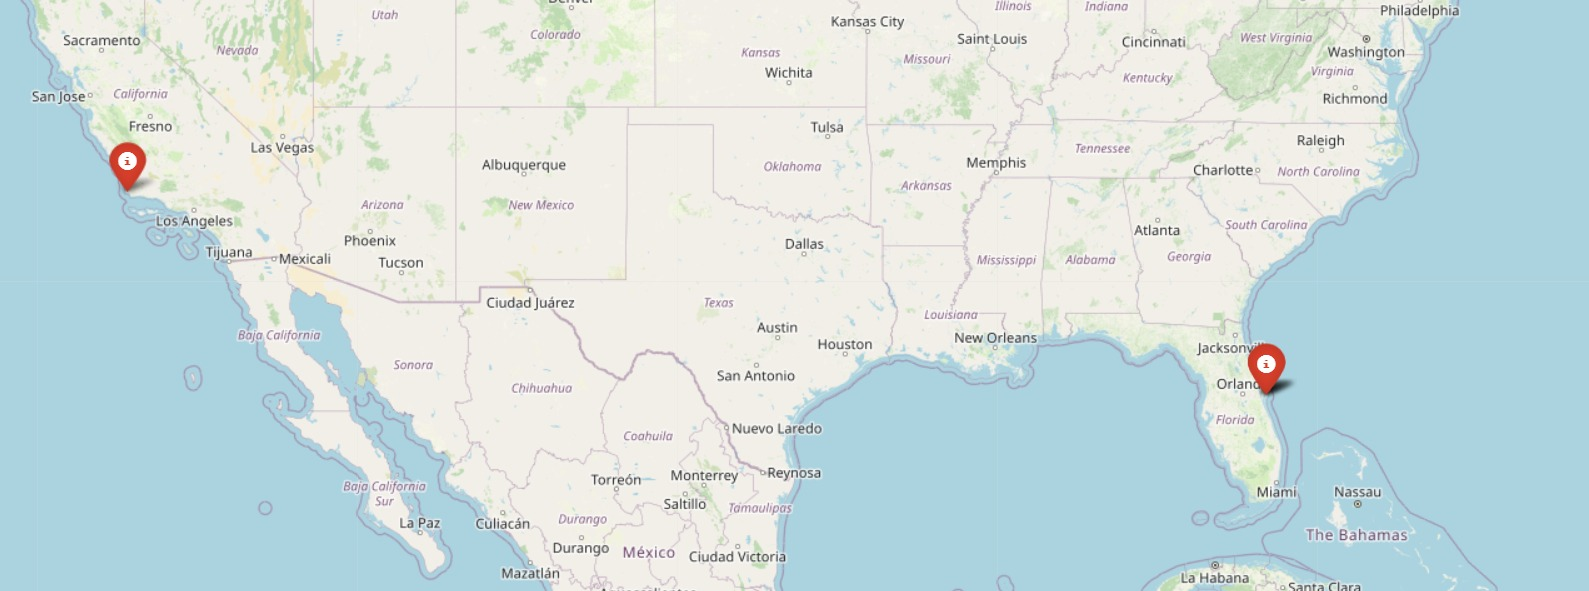 Utah
Denver
Colorado
Kansas City
Illinois
Indiana
Philadelphia
Sacramento
Nevada
Kansas
Missouri
Saint Louis
Cincinnati
West Virginia
Washington
Wichita
Kentucky
Virginia
San Jose
California
Richmond
Fresno
Las Vegas
Tulsa
Raleigh
Albuquerque
Oklahoma
Memphis
Tennessee
Charlotte
North Carolina
i
Arizona
New Mexico
Arkansas
Los Angeles
Phoenix
Dallas
Atlanta
South Carolina
Tijuana
Mexicali
Tucson
Mississippi
Alabama
Georgia
Ciudad Juárez
Texas
Louisiana
Baja California
Austin
Houston
New Orleans
Jacksonvill
Sonora
Chihuahua
San Antonio
i
Orland
Florida
Coahuila
Nuevo Laredo
Torreón
Monterrey
Reynosa
Baja California
Sur
Saltillo
Tamaulipas
Miami
Nassau
La Paz
Culiacán
Durango
Durango
México
Ciudad Victoria
The Bahamas
Mazatlán
La Habana
Santa Clara